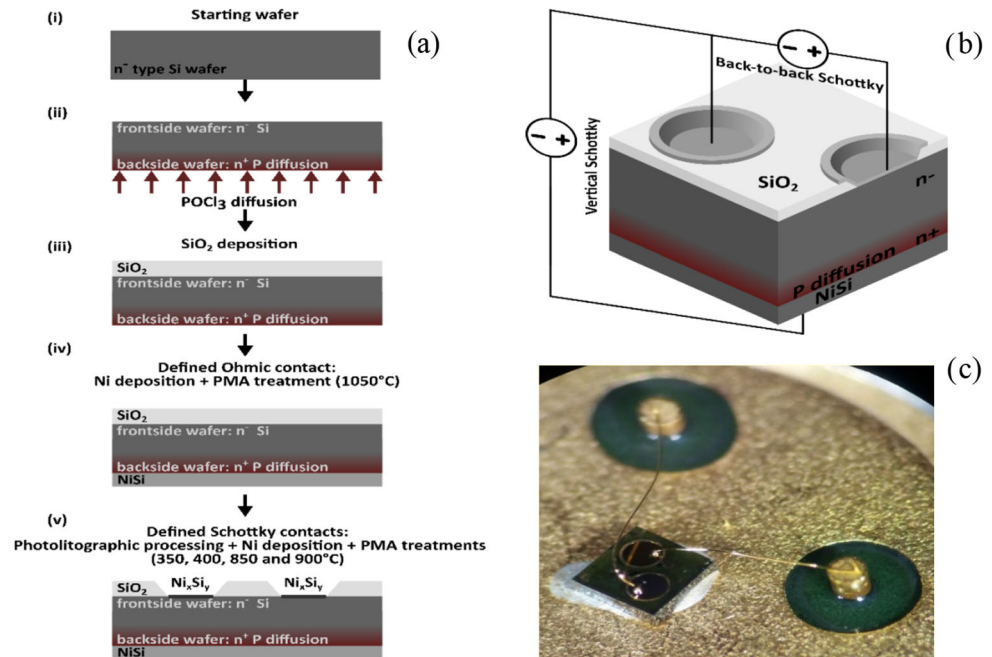 (a)
(i)
Starting wafer
n⁻ type Si wafer
(ii)
frontside wafer: n⁻ Si
backside wafer: n⁺ P diffusion
POCl₃ diffusion
(iii)
SiO₂ deposition
SiO₂
frontside wafer: n⁻ Si
backside wafer: n⁺ P diffusion
(iv)
Defined Ohmic contact:
Ni deposition + PMA treatment (1050°C)
SiO₂
frontside wafer: n⁻ Si
backside wafer: n⁺ P diffusion
NiSi
(v)
Defined Schottky contacts:
Photolitographic processing + Ni deposition + PMA treatments
(350, 400, 850 and 900°C)
SiO₂ NiₓSiᵧ NiₓSiᵧ
frontside wafer: n⁻ Si
backside wafer: n⁺ P diffusion
NiSi
(b)
− +
Back-to-back Schottky
− +
Vertical Schottky
SiO₂
n-
n+
P diffusion
NiSi
(c)